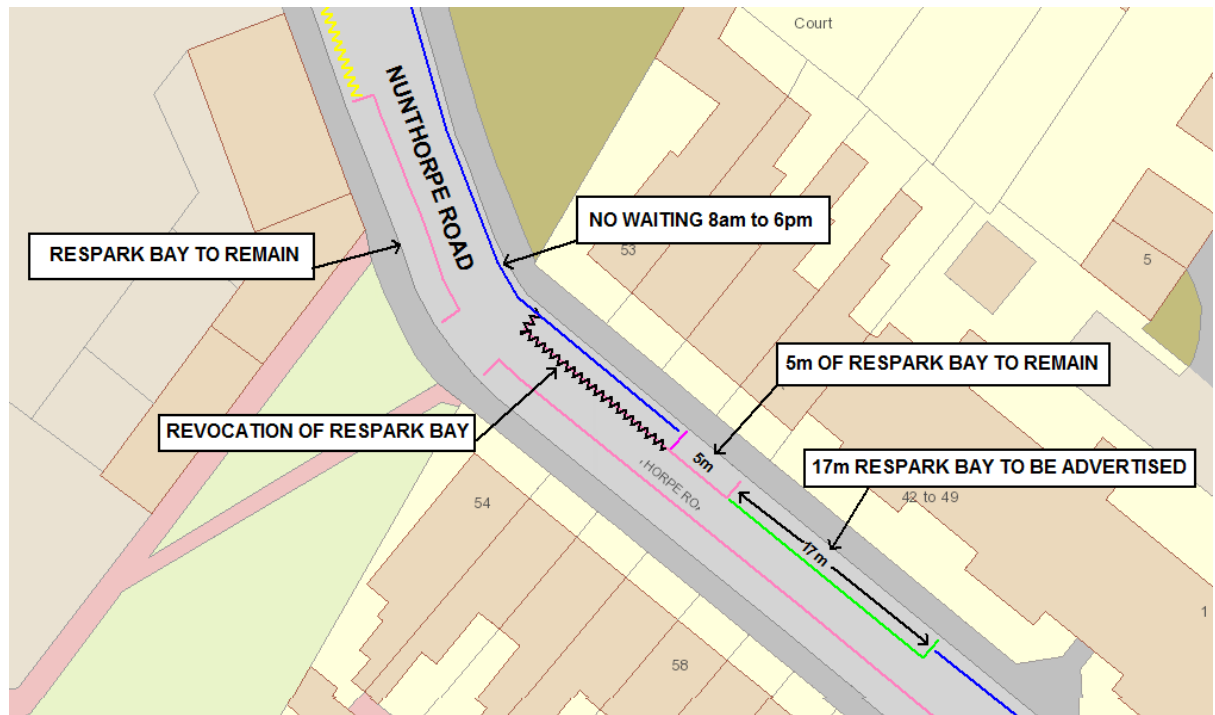 Court
NUNTHORPE ROAD
NO WAITING 8am to 6pm
RESPARK BAY TO REMAIN
53
5
5m OF RESPARK BAY TO REMAIN
REVOCATION OF RESPARK BAY
5m
17m RESPARK BAY TO BE ADVERTISED
HORPE RO
42 to 49
54
17m
1
58